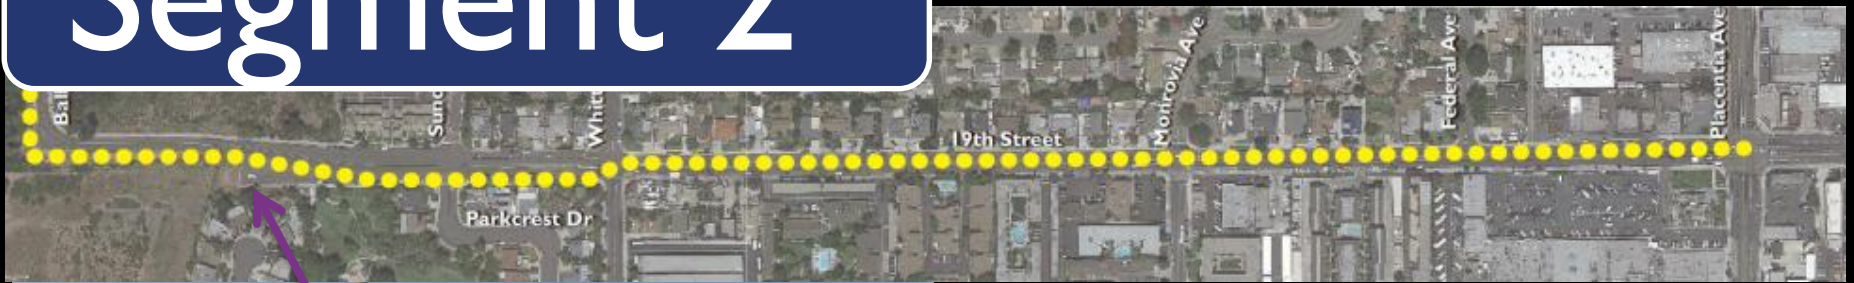 Segment 2
Monrovia Ave
Federal Ave
Placentia Ave
19th Street
Parkcrest Dr